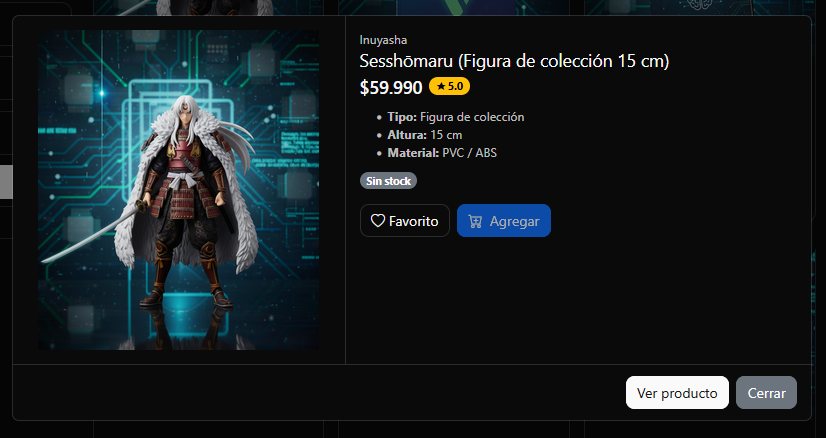 Inuyasha
Sesshōmaru (Figura de colección 15 cm)
$59.990 ★ 5.0
• Tipo: Figura de colección
• Altura: 15 cm
• Material: PVC / ABS
Sin stock
Favorito Agregar
Ver producto Cerrar